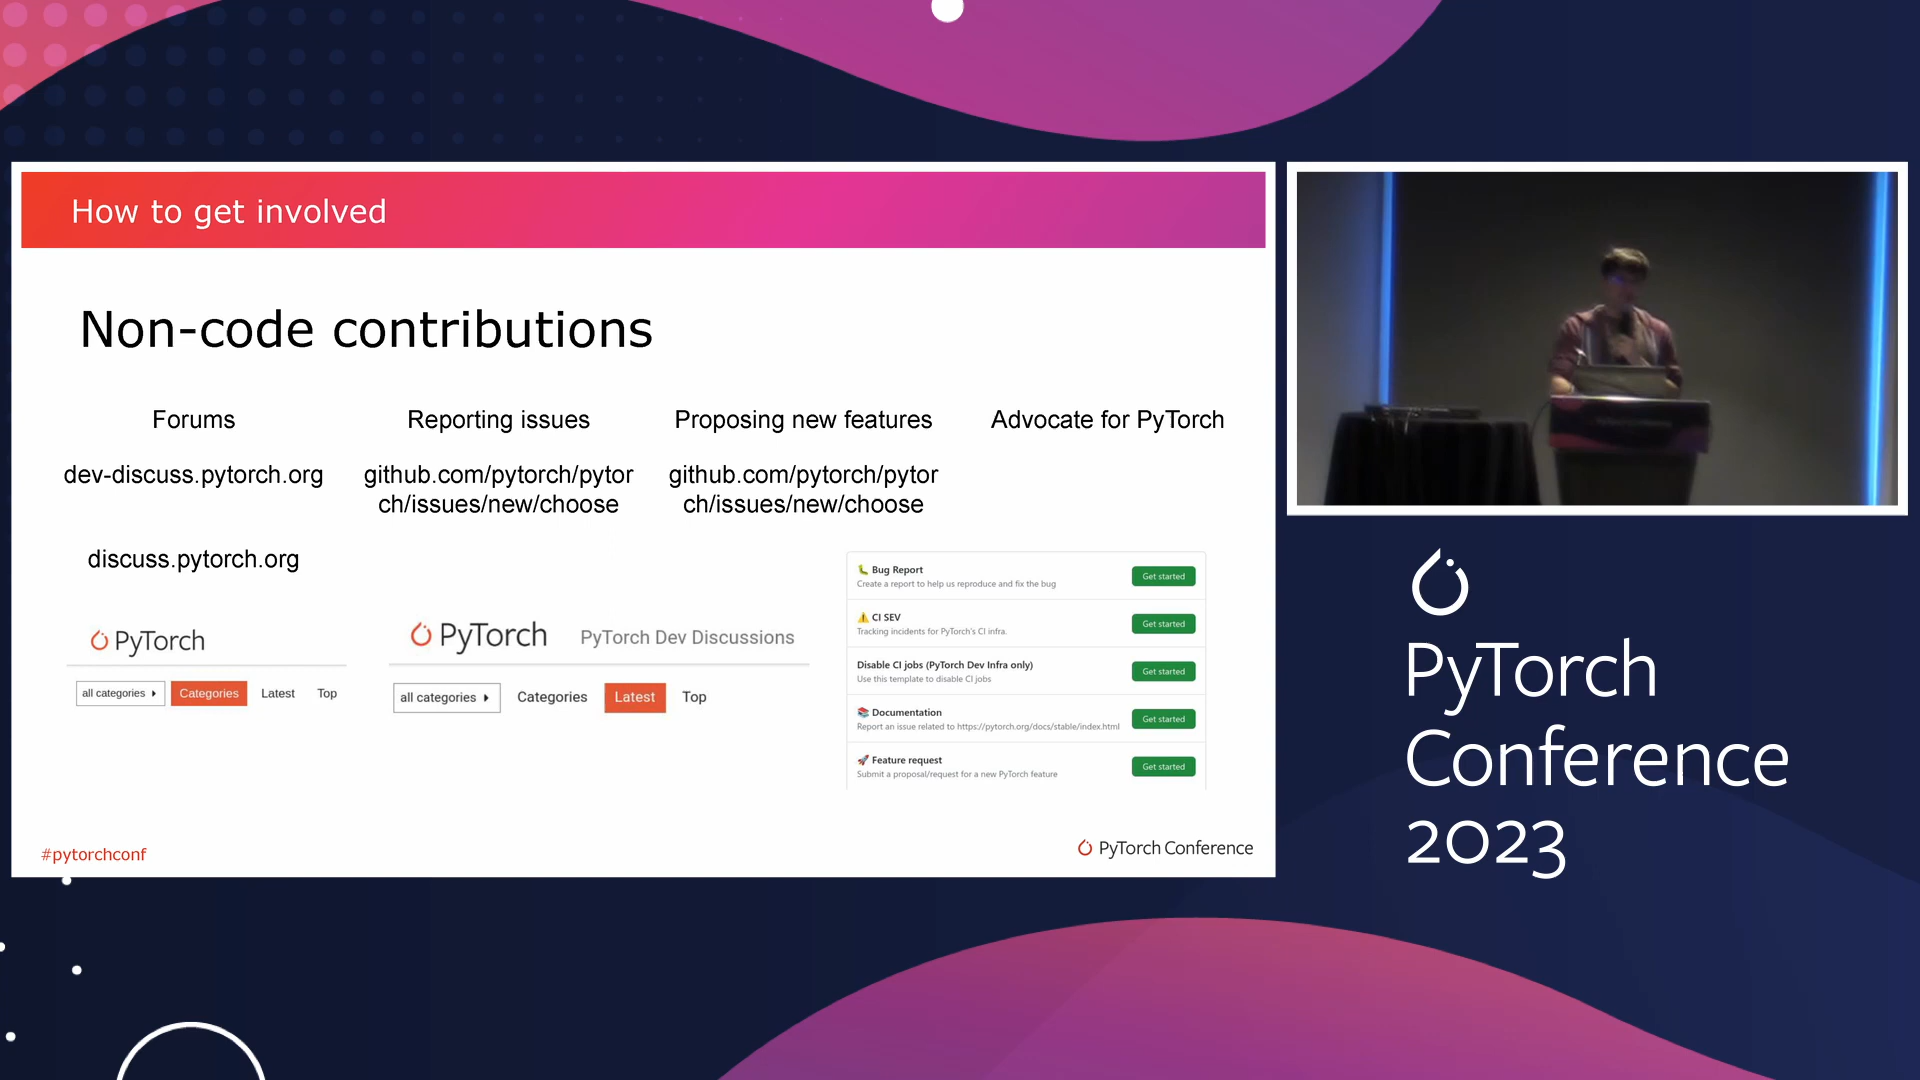 How to get involved
Non-code contributions
Forums
dev-discuss.pytorch.org
discuss.pytorch.org
Reporting issues
github.com/pytorch/pytor
ch/issues/new/choose
Proposing new features
github.com/pytorch/pytor
ch/issues/new/choose
Advocate for PyTorch
PyTorch
all categories
Categories
Latest
Top
PyTorch
PyTorch Dev Discussions
all categories
Categories
Latest
Top
Bug Report
Create a report to help us reproduce and fix the bug
Get started
CI SEV
Tracking incidents for PyTorch's CI infra.
Get started
Disable CI jobs (PyTorch Dev Infra only)
Use this template to disable CI jobs
Get started
Documentation
Report an issue related to https://pytorch.org/docs/stable/index.html
Get started
Feature request
Submit a proposal/request for a new PyTorch feature
Get started
#pytorchconf
PyTorch Conference
PyTorch
Conference
2023